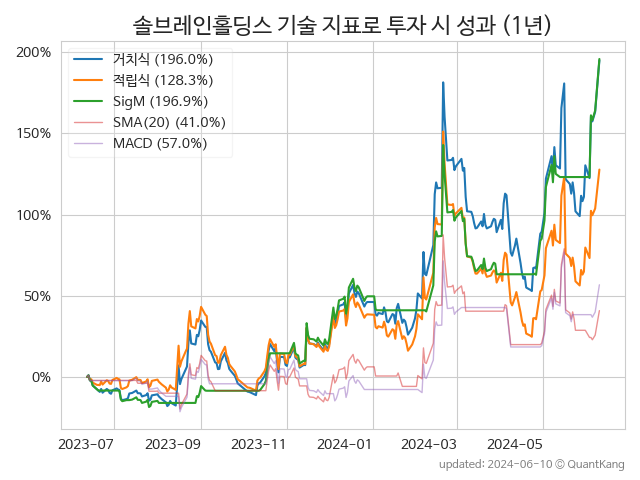 솔브레인홀딩스 기술 지표로 투자 시 성과 (1년)
200%
150%
100%
50%
0%
거치식 (196.0%)
적립식 (128.3%)
SigM (196.9%)
SMA(20) (41.0%)
MACD (57.0%)
2023-07 2023-09 2023-11 2024-01 2024-03 2024-05
updated: 2024-06-10 © QuantKang